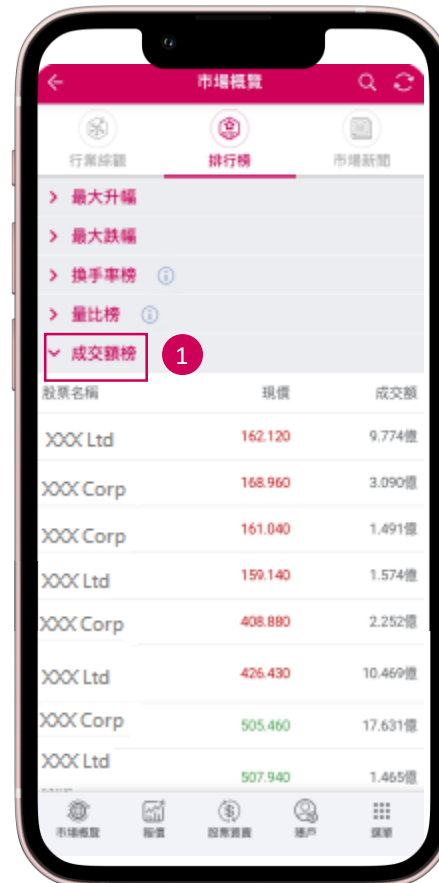 市場概覽
行業綜觀 排行榜 市場新聞
最大升幅
最大跌幅
換手率榜
量比榜
成交額榜 1
股票名稱 現價 成交額
XXX Ltd 162.120 9.774億
XXX Corp 168.960 3.090億
XXX Corp 161.040 1.491億
XXX Ltd 159.140 1.574億
XXX Corp 408.880 2.252億
XXX Ltd 426.430 10.469億
XXX Corp 505.460 17.631億
XXX Ltd 507.940 1.465億
市場概覽 報價 股票買賣 賬戶 選單